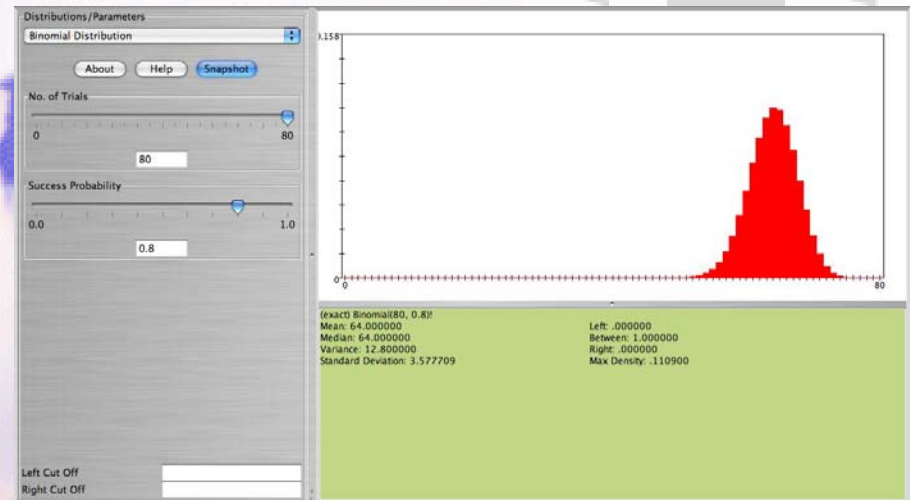 Distributions/Parameters
Binomial Distribution
About Help Snapshot
No. of Trials
0 80
80
Success Probability
0.0 1.0
0.8
Left Cut Off
Right Cut Off
0.158
0
0 80
(exact) Binomial(80, 0.8)!
Mean: 64.000000
Median: 64.000000
Variance: 12.800000
Standard Deviation: 3.577709
Left: .000000
Between: 1.000000
Right: .000000
Max Density: .110900